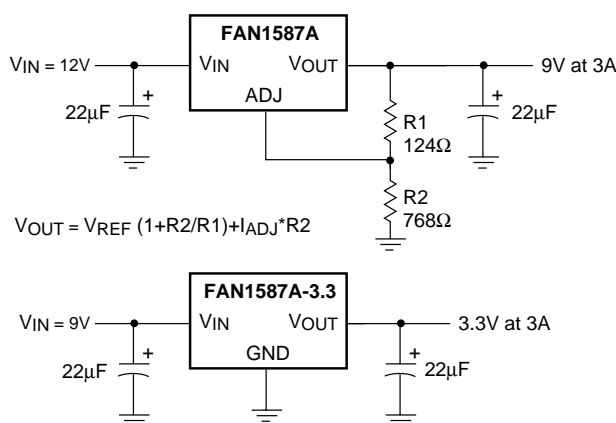 FAN1587A
VIN = 12V
VIN
VOUT
9V at 3A
ADJ
+
22µF
R1
124Ω
+
22µF
R2
768Ω
VOUT = VREF (1+R2/R1)+IADJ*R2
FAN1587A-3.3
VIN = 9V
VIN
VOUT
3.3V at 3A
GND
+
22µF
+
22µF